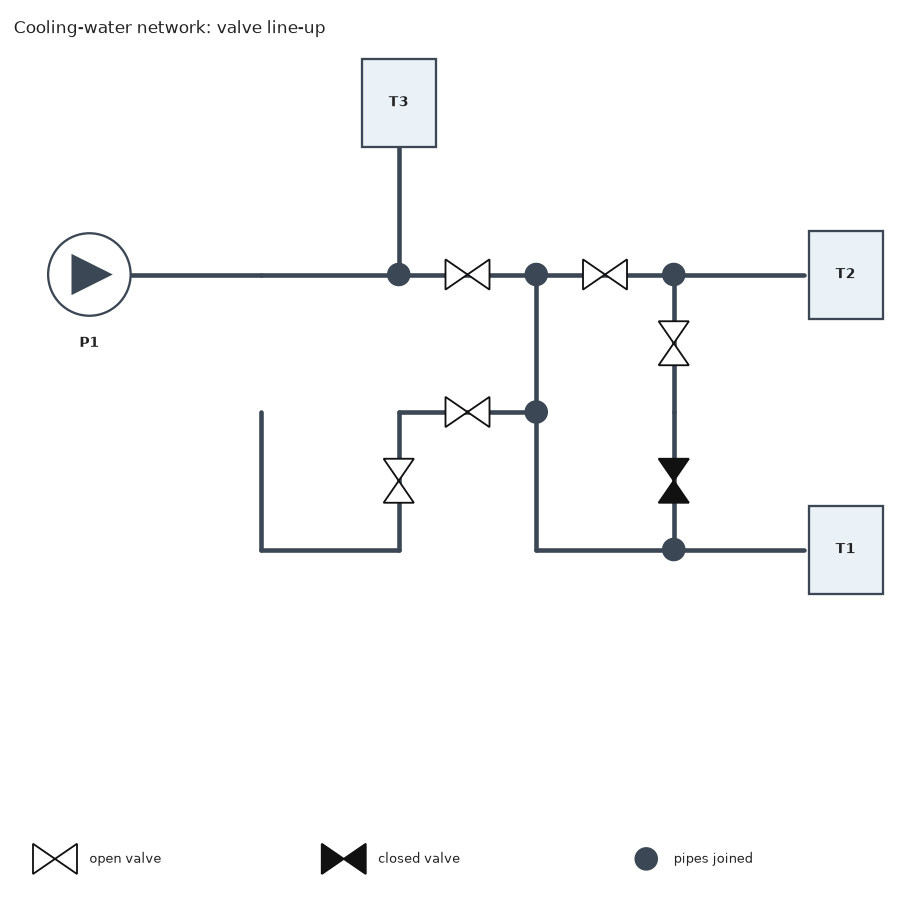 Cooling-water network: valve line-up
T3
T2
P1
T1
open valve
closed valve
pipes joined